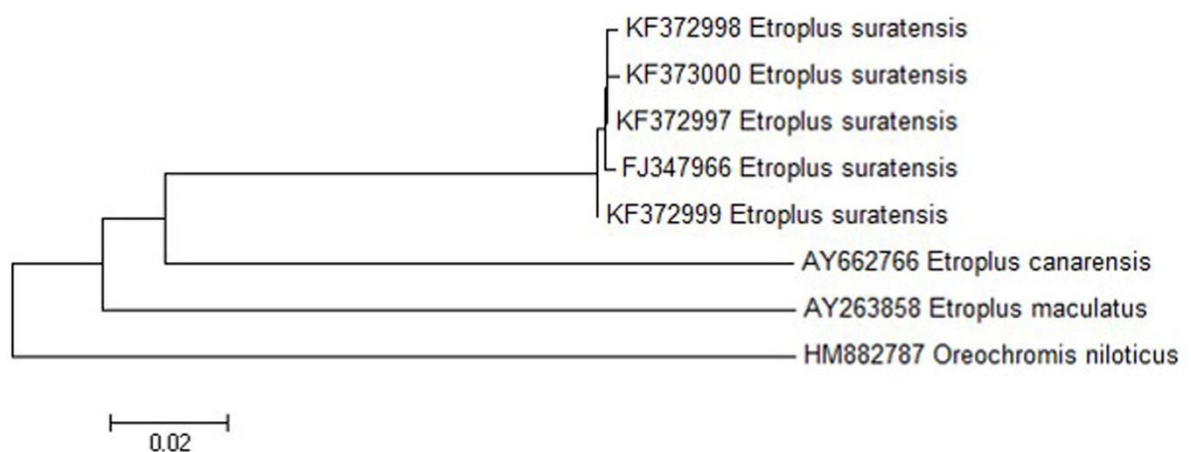 KF372998 Etroplus suratensis
KF373000 Etroplus suratensis
KF372997 Etroplus suratensis
FJ347966 Etroplus suratensis
KF372999 Etroplus suratensis
AY662766 Etroplus canarensis
AY263858 Etroplus maculatus
HM882787 Oreochromis niloticus
0.02